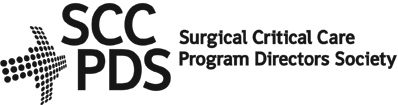 SCC
PDS
Surgical Critical Care
Program Directors Society